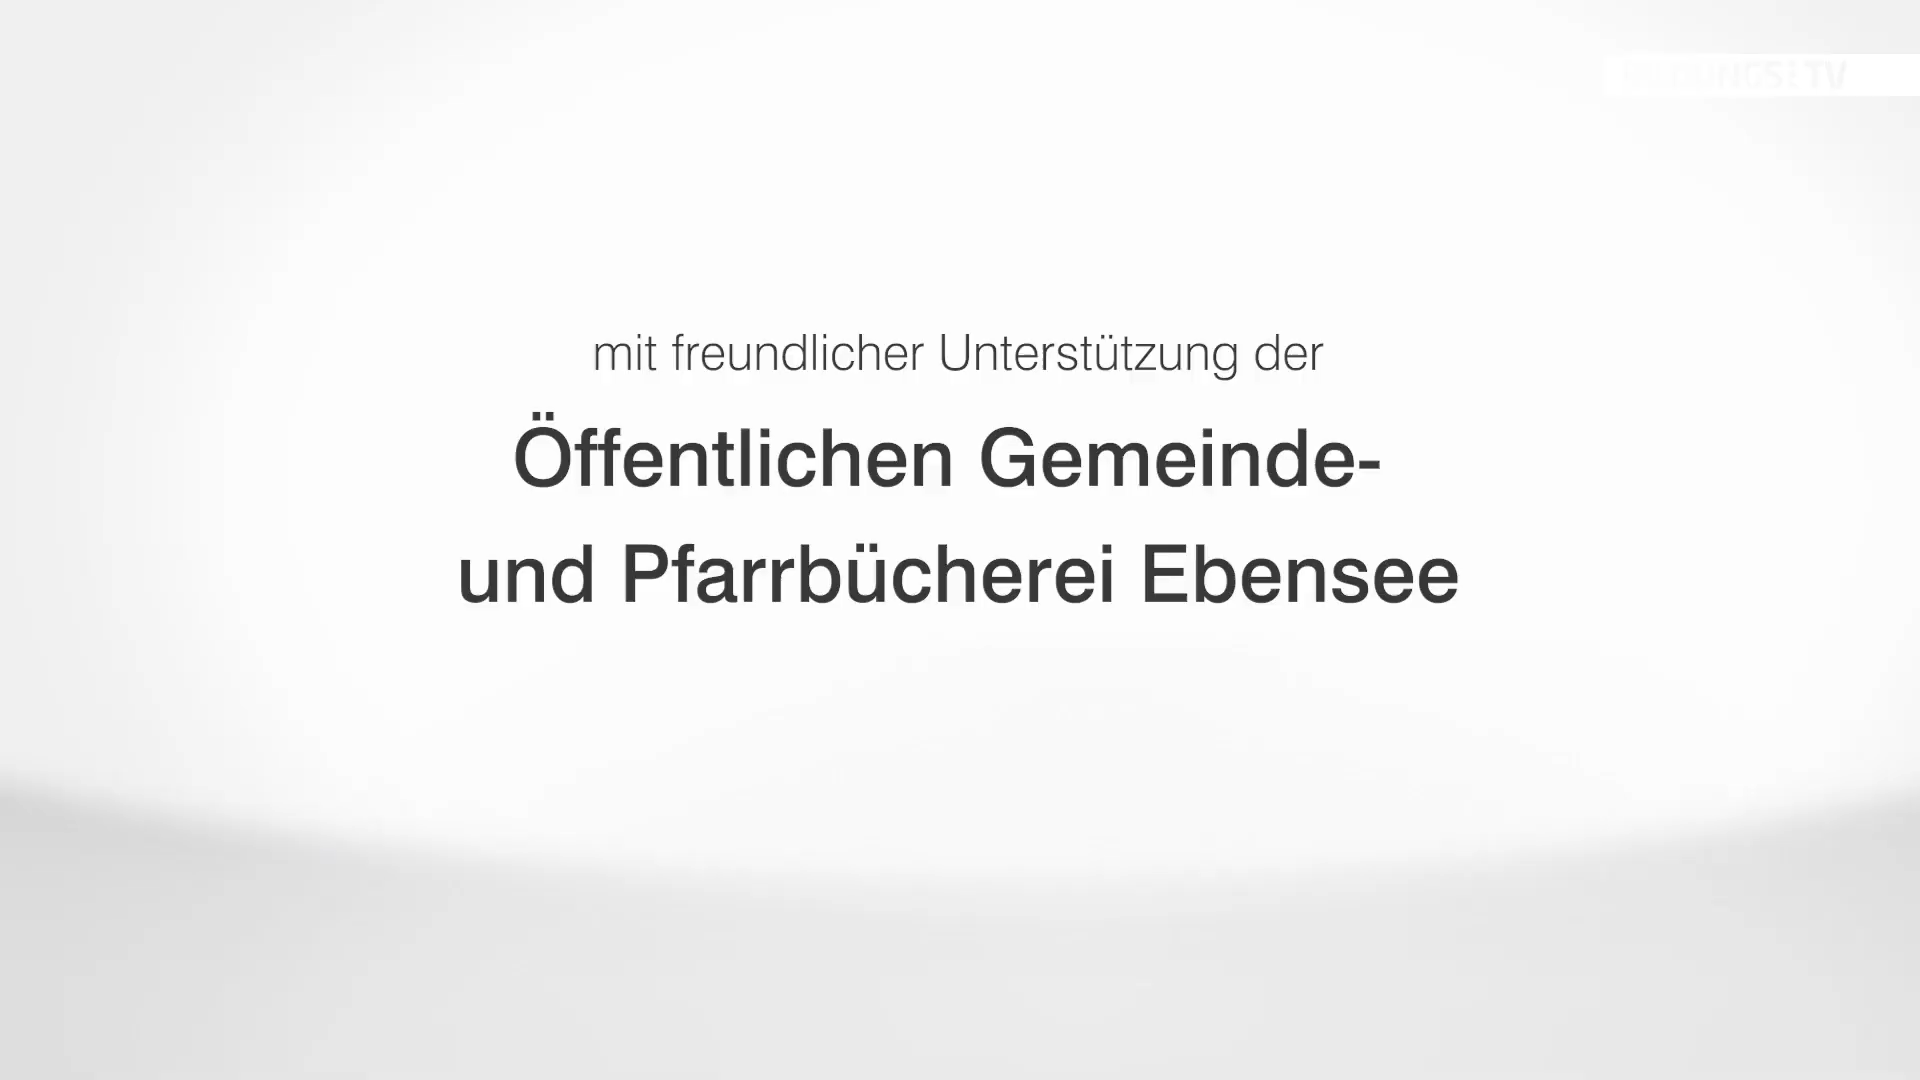 mit freundlicher Unterstützung der
Öffentlichen Gemeinde-
und Pfarrbücherei Ebensee